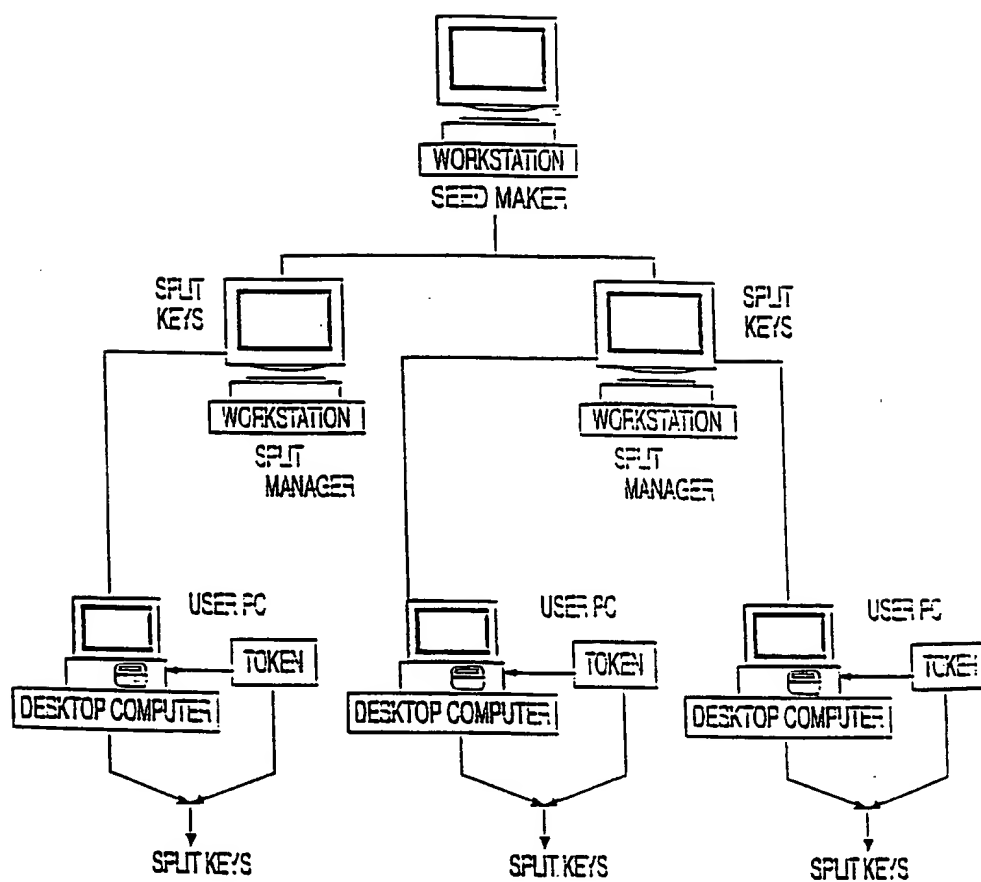 WORKSTATION
SEED MAKER
SPLIT
KEYS
SPLIT
KEYS
WORKSTATION
WORKSTATION
SPLIT
MANAGER
SPLIT
MANAGER
USER PC
USER PC
USER PC
TOKEN
TOKEN
TOKEN
DESKTOP COMPUTER
DESKTOP COMPUTER
DESKTOP COMPUTER
SPLIT KEYS
SPLIT KEYS
SPLIT KEYS